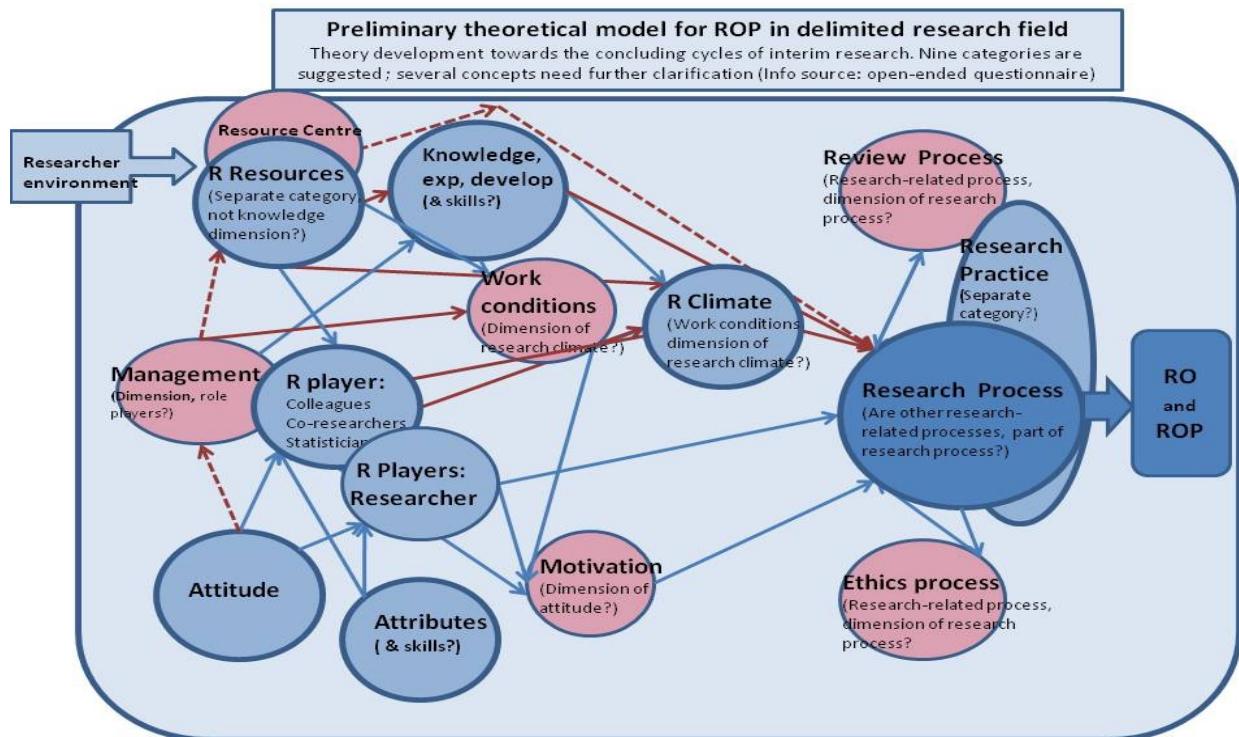 Preliminary theoretical model for ROP in delimited research field
Theory development towards the concluding cycles of interim research. Nine categories are
suggested ; several concepts need further clarification (Info source: open-ended questionnaire)
Researcher
environment
Resource Centre
R Resources
(Separate category,
not knowledge
dimension?)
Knowledge,
exp, develop
(& skills?)
Review Process
(Research-related process,
dimension of research
process?
Research
Practice
(Separate
category?)
Work
conditions
(Dimension of
research climate?)
R Climate
(Work conditions
dimension of
research climate?)
Management
(Dimension, role
players?)
R player:
Colleagues
Co-researchers
Statistician
R Players:
Researcher
Research Process
(Are other research-
related processes, part of
research process?)
RO
and
ROP
Attitude
Attributes
( & skills?)
Motivation
(Dimension of
attitude?)
Ethics process
(Research-related process,
dimension of research
process?